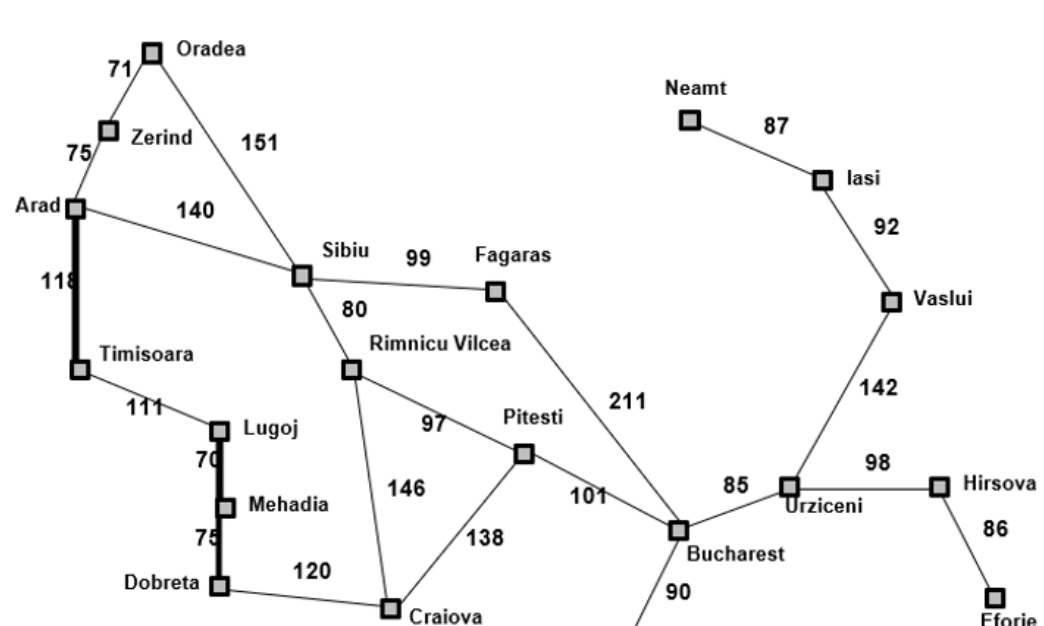 Oradea
71
Neamt
87
Zerind
151
75
Iasi
Arad
140
92
Sibiu
99
Fagaras
118
80
Vaslui
Rimnicu Vilcea
Timisoara
142
211
111
Pitesti
97
Lugoj
70
98
85
Hirsova
146
101
Mehadia
Urziceni
86
75
138
Bucharest
120
Dobreta
90
Craiova
Eforie